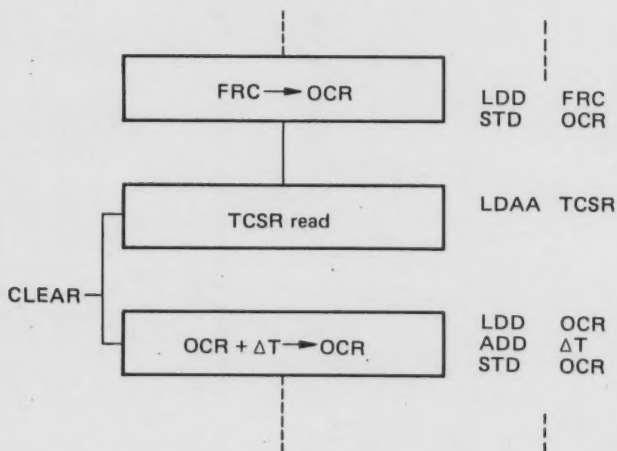 FRC → OCR
LDD FRC
STD OCR
TCSR read
LDAA TCSR
CLEAR
OCR + ΔT → OCR
LDD OCR
ADD ΔT
STD OCR